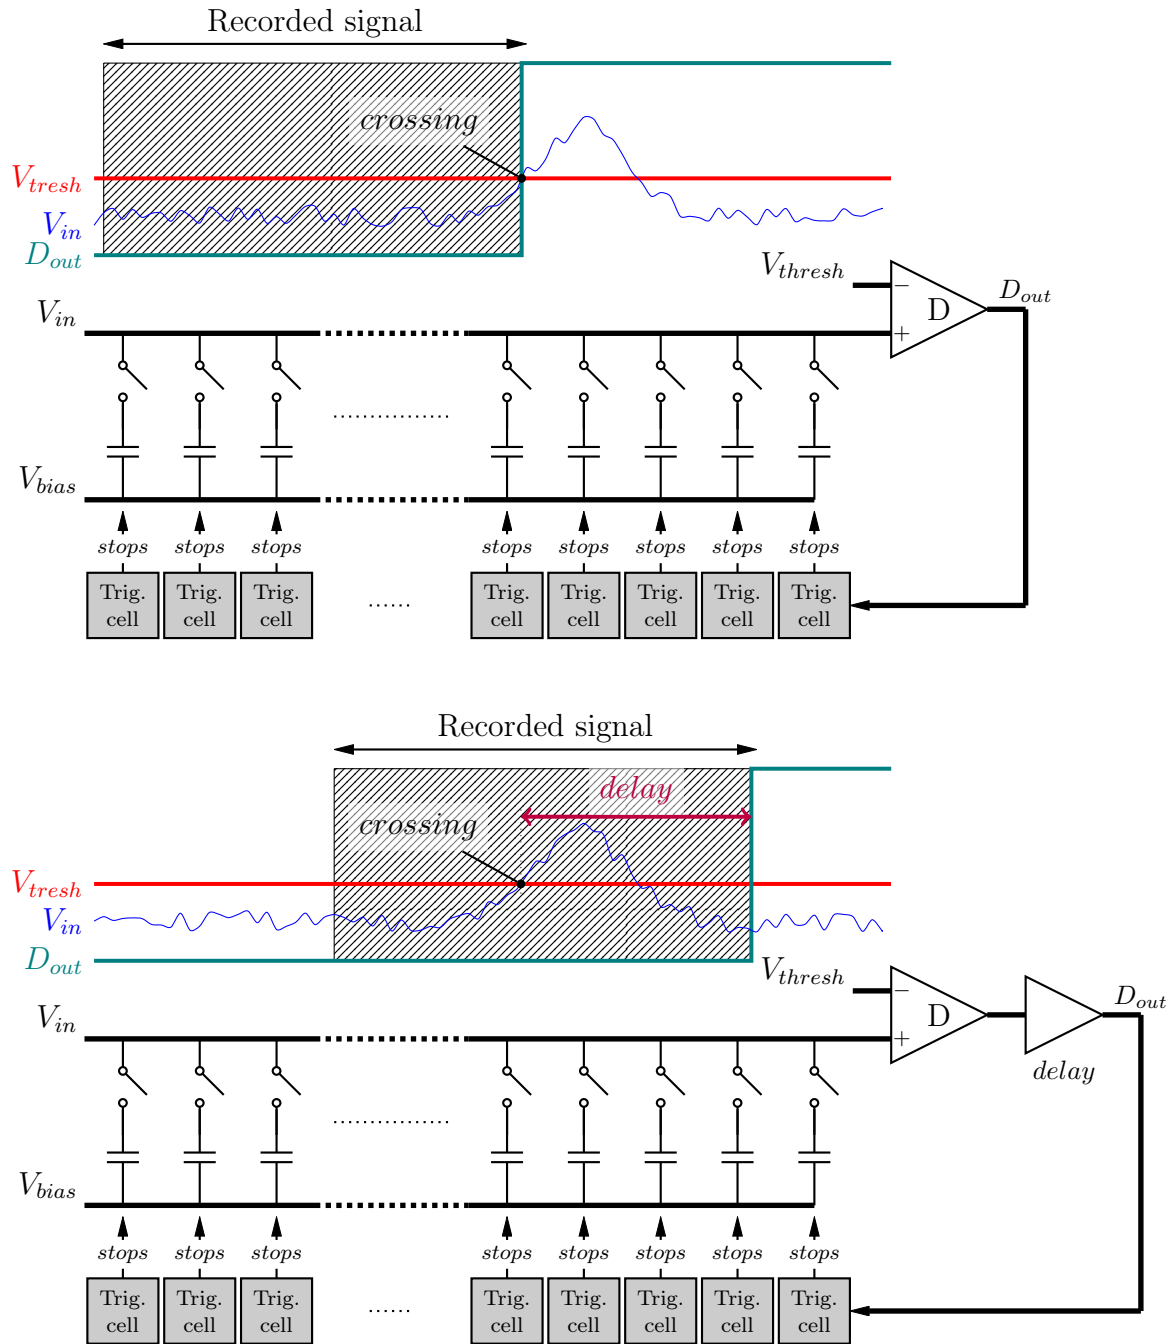 Recorded signal
crossing
V_tresh
V_in
D_out
V_thresh
−
D
D_out
V_in
+
...............
V_bias
stops stops stops stops stops stops stops stops
Trig. cell Trig. cell Trig. cell ...... Trig. cell Trig. cell Trig. cell Trig. cell Trig. cell
Recorded signal
delay
crossing
V_tresh
V_in
D_out
V_thresh
−
D
D_out
V_in
+
delay
...............
V_bias
stops stops stops stops stops stops stops stops
Trig. cell Trig. cell Trig. cell ...... Trig. cell Trig. cell Trig. cell Trig. cell Trig. cell